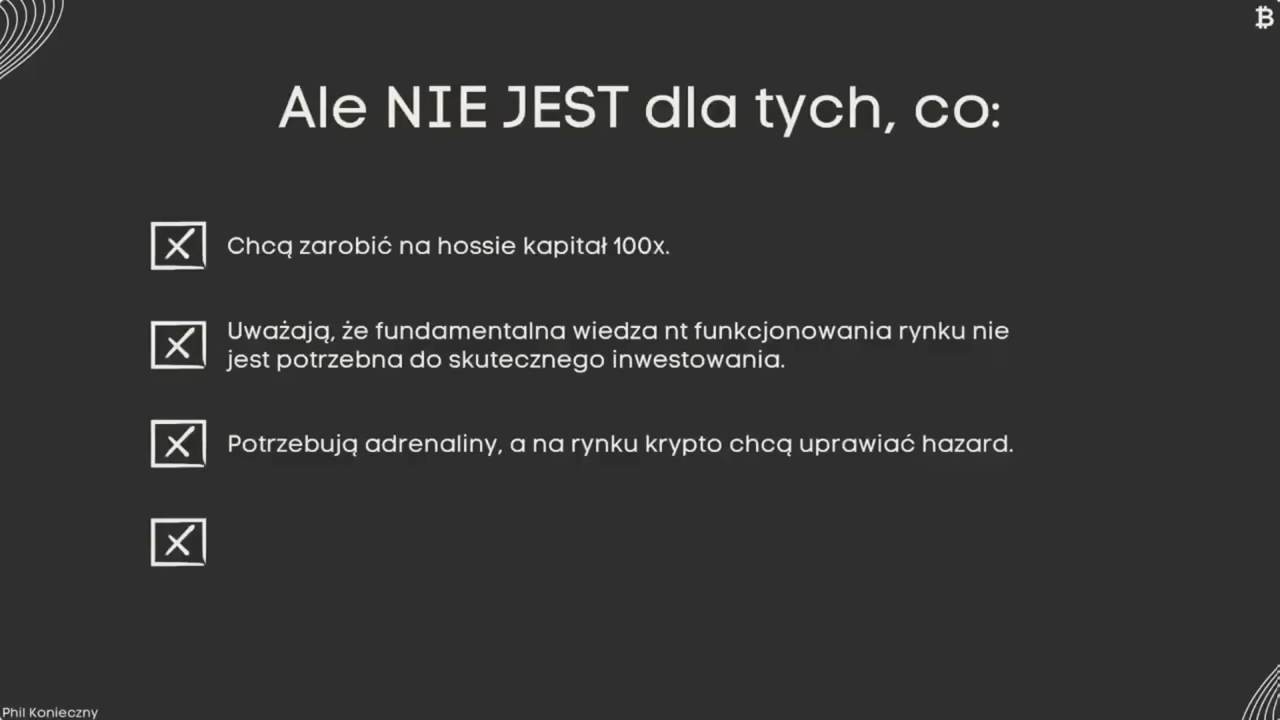 Ale NIE JEST dla tych, co:
Chcą zarobić na hossie kapitał 100x.
Uważają, że fundamentalna wiedza nt funkcjonowania rynku nie
jest potrzebna do skutecznego inwestowania.
Potrzebują adrenaliny, a na rynku krypto chcą uprawiać hazard.
Phil Konieczny